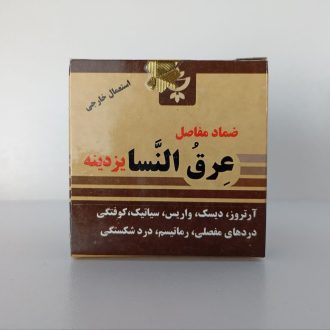 استعمال خارجی
ضماد مفاصل
عِرقُ النَّسا یزدینه
آرتروز، دیسک، واریس، سیاتیک، کوفتگی
دردهای مفصلی، رماتیسم، درد شکستگی